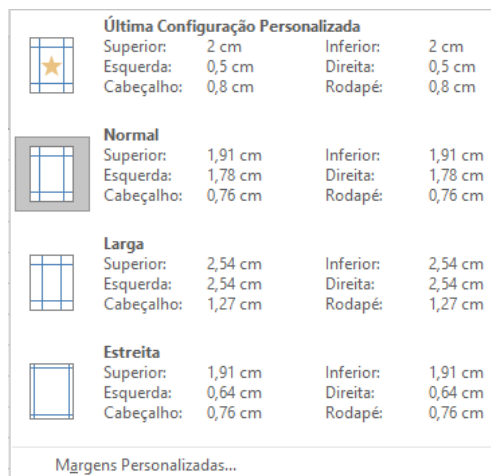 Última Configuração Personalizada
Superior: 2 cm Inferior: 2 cm
Esquerda: 0,5 cm Direita: 0,5 cm
Cabeçalho: 0,8 cm Rodapé: 0,8 cm
Normal
Superior: 1,91 cm Inferior: 1,91 cm
Esquerda: 1,78 cm Direita: 1,78 cm
Cabeçalho: 0,76 cm Rodapé: 0,76 cm
Larga
Superior: 2,54 cm Inferior: 2,54 cm
Esquerda: 2,54 cm Direita: 2,54 cm
Cabeçalho: 1,27 cm Rodapé: 1,27 cm
Estreita
Superior: 1,91 cm Inferior: 1,91 cm
Esquerda: 0,64 cm Direita: 0,64 cm
Cabeçalho: 0,76 cm Rodapé: 0,76 cm
Margens Personalizadas...